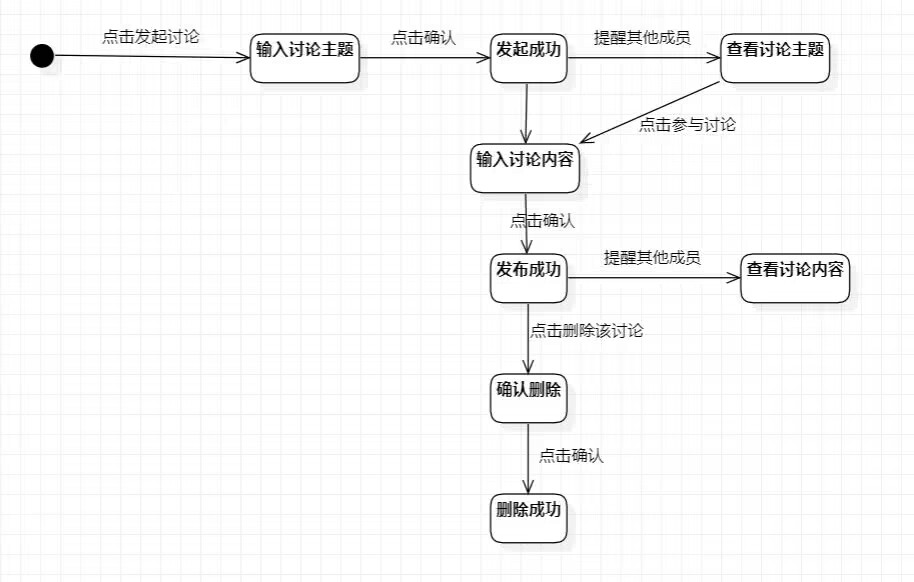 点击发起讨论
输入讨论主题
点击确认
发起成功
提醒其他成员
查看讨论主题
点击参与讨论
输入讨论内容
点击确认
发布成功
提醒其他成员
查看讨论内容
点击删除该讨论
确认删除
点击确认
删除成功